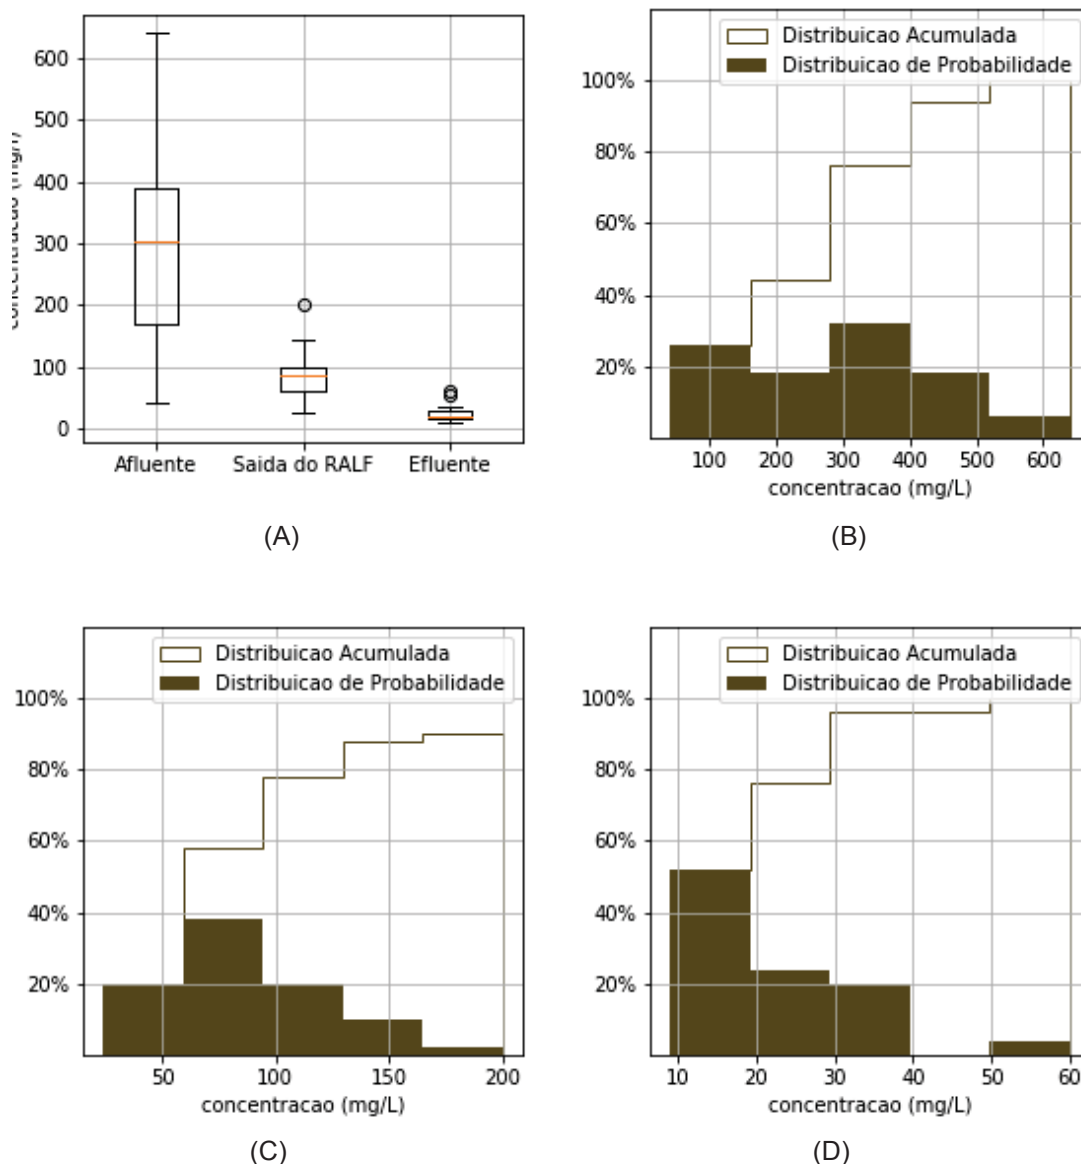 600
500
400
300
200
100
0
Afluente Saida do RALF Efluente
(A)
Distribuicao Acumulada
Distribuicao de Probabilidade
100%
80%
60%
40%
20%
100 200 300 400 500 600
concentracao (mg/L)
(B)
Distribuicao Acumulada
Distribuicao de Probabilidade
100%
80%
60%
40%
20%
50 100 150 200
concentracao (mg/L)
(C)
Distribuicao Acumulada
Distribuicao de Probabilidade
100%
80%
60%
40%
20%
10 20 30 40 50 60
concentracao (mg/L)
(D)